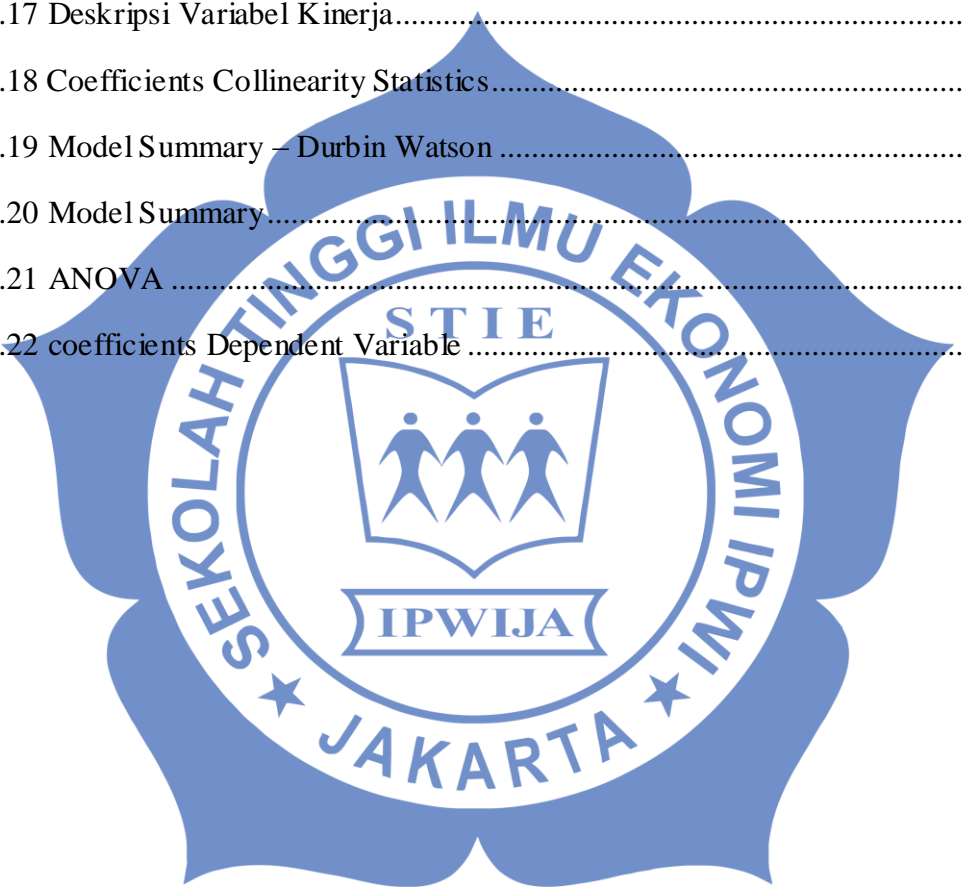 .17 Deskripsi Variabel Kinerja......................................................................
.18 Coefficients Collinearity Statistics..........................................................
.19 Model Summary – Durbin Watson ..........................................................
.20 Model Summary......................................................................................
.21 ANOVA ..................................................................................................
.22 coefficients Dependent Variable .............................................................
SEKOLAH TINGGI ILMU EKONOMI IPWI
STIE
IPWIJA
★ JAKARTA ★